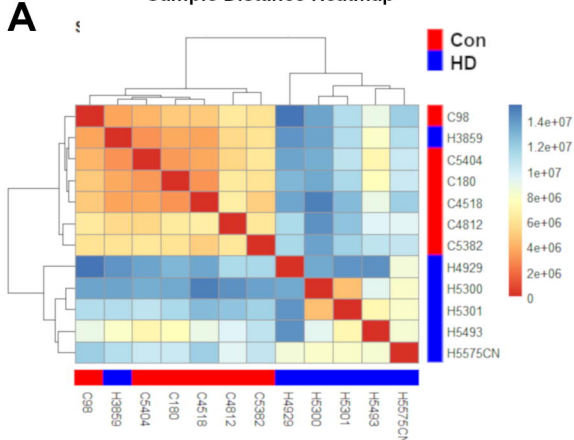 A
Con
HD
C98
H3859
C5404
C180
C4518
C4812
C5382
H4929
H5300
H5301
H5493
H5575CN
1.4e+07
1.2e+07
1e+07
8e+06
6e+06
4e+06
2e+06
0
C98
H3859
C5404
C180
C4518
C4812
C5382
H4929
H5300
H5301
H5493
H5575CN